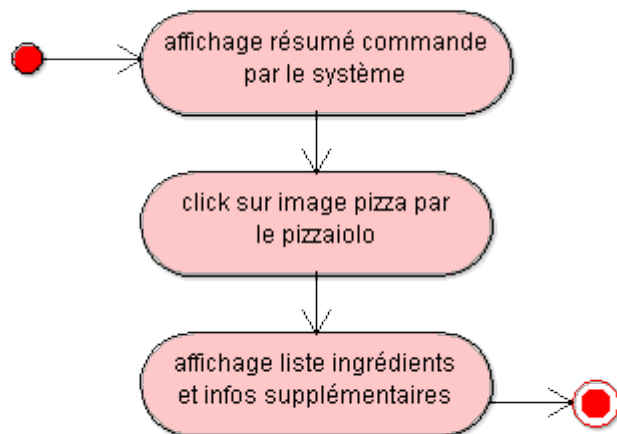 affichage résumé commande
par le système
click sur image pizza par
le pizzaiolo
affichage liste ingrédients
et infos supplémentaires